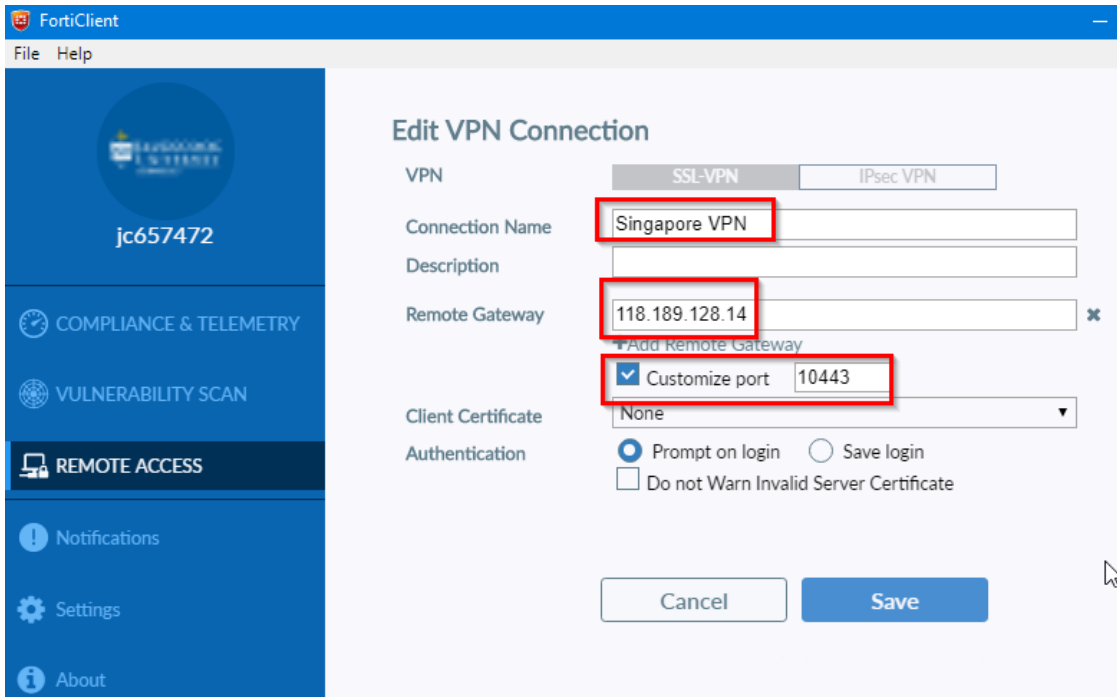 FortiClient
File Help
jc657472
COMPLIANCE & TELEMETRY
VULNERABILITY SCAN
REMOTE ACCESS
Notifications
Settings
About
Edit VPN Connection
VPN SSL-VPN IPsec VPN
Connection Name Singapore VPN
Description
Remote Gateway 118.189.128.14
+Add Remote Gateway
Customize port 10443
Client Certificate None
Authentication Prompt on login Save login
Do not Warn Invalid Server Certificate
Cancel Save